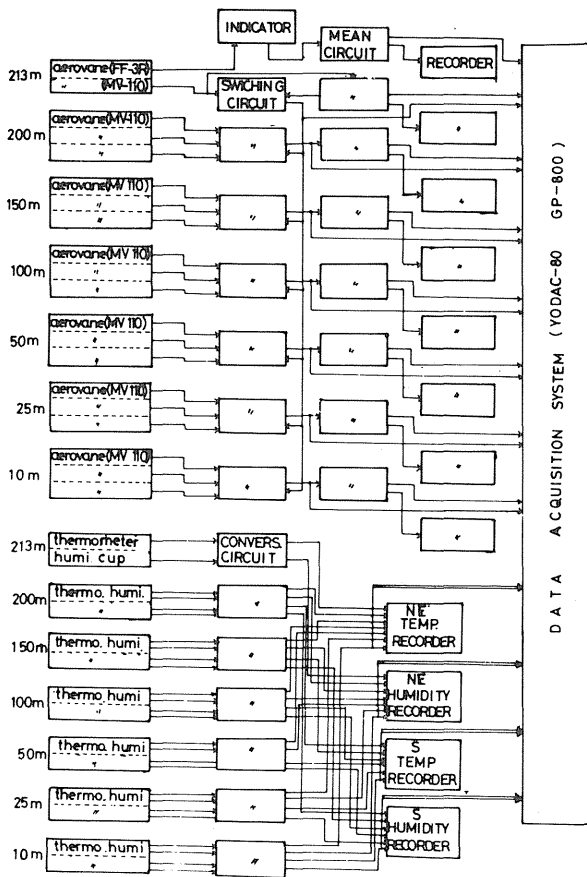 INDICATOR
MEAN
CIRCUIT
RECORDER
213m
aerovane(FF-3R)
〃 (MV-110)
SWICHING
CIRCUIT
〃
〃
200m
aerovane(MV-110)
〃
〃
〃
〃
〃
150m
aerovane(MV 110)
〃
〃
〃
〃
〃
100m
aerovane(MV 110)
〃
〃
〃
〃
〃
50m
aerovane(MV 110)
〃
〃
〃
〃
〃
25m
aerovane(MV 110)
〃
〃
〃
〃
〃
10m
aerovane(MV 110)
〃
〃
〃
〃
〃
213m
thermometer
humi. cup
CONVERS.
CIRCUIT
200m
thermo. humi.
〃
〃
150m
thermo. humi
〃
〃
100m
thermo. humi
〃
〃
50m
thermo. humi
〃
〃
25m
thermo. humi
〃
〃
10m
thermo. humi
〃
〃
NE
TEMP.
RECORDER
NE
HUMIDITY
RECORDER
S
TEMP
RECORDER
S
HUMIDITY
RECORDER
DATA ACQUISITION SYSTEM (YODAC-80 GP-800)